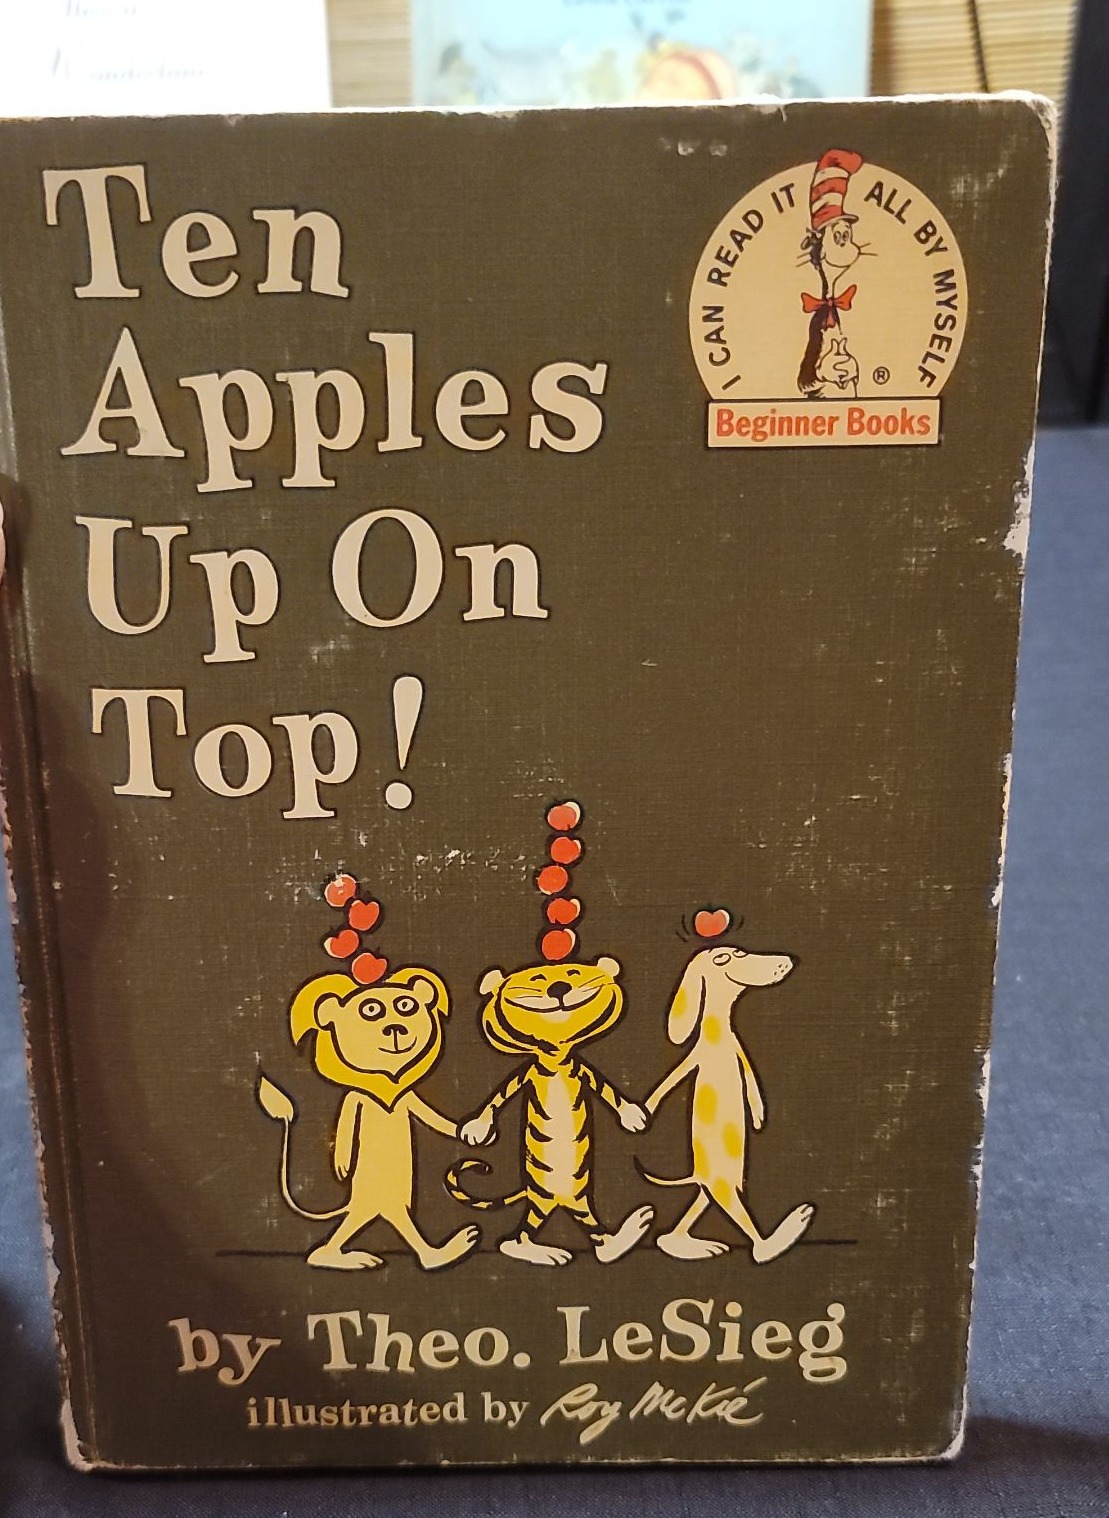 Ten
Apples
Up On
Top!
I CAN READ IT ALL BY MYSELF
®
Beginner Books
by Theo. LeSieg
illustrated by Roy McKié